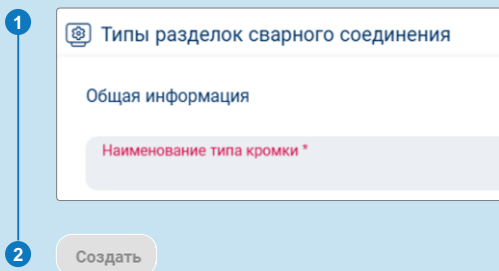 1
Типы разделок сварного соединения
Общая информация
Наименование типа кромки *
2
Создать